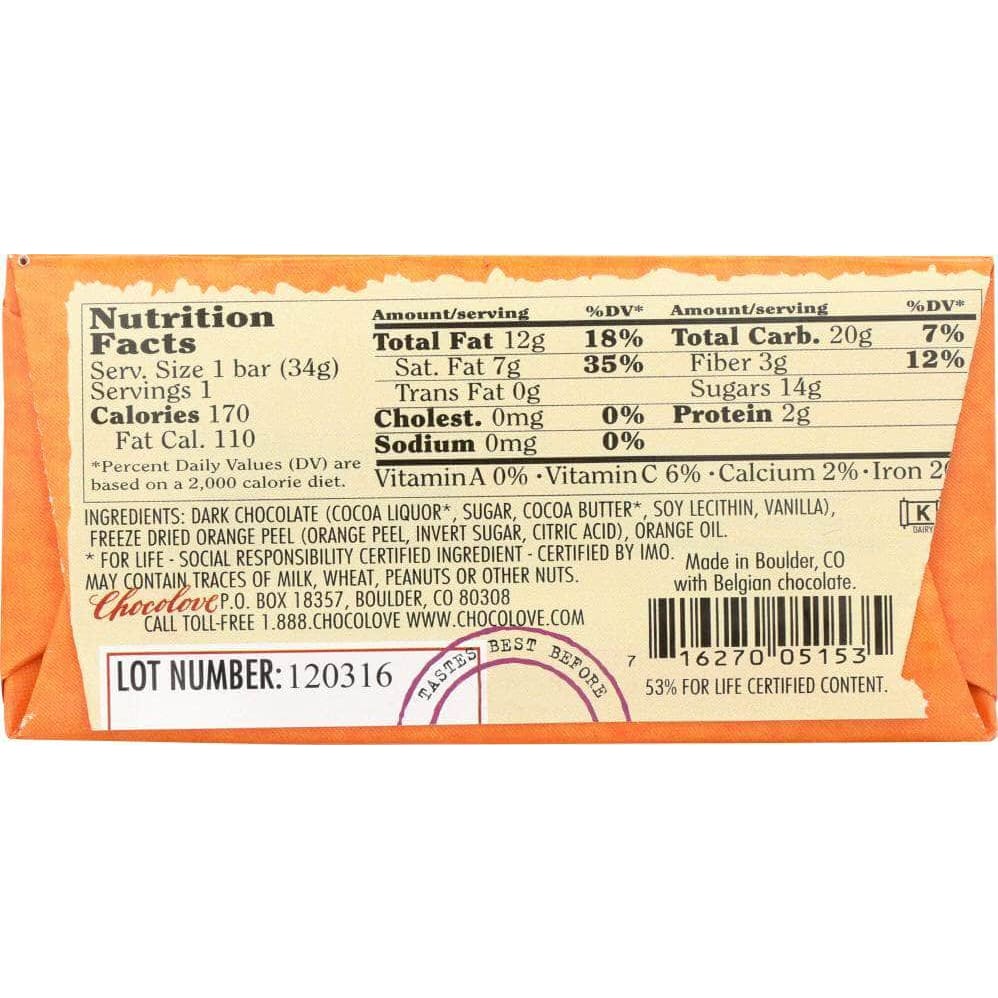 Nutrition
Facts
Serv. Size 1 bar (34g)
Servings 1
Calories 170
Fat Cal. 110
*Percent Daily Values (DV) are
based on a 2,000 calorie diet.
Amount/serving %DV* Amount/serving %DV*
Total Fat 12g 18% Total Carb. 20g 7%
Sat. Fat 7g 35% Fiber 3g 12%
Trans Fat 0g Sugars 14g
Cholest. 0mg 0% Protein 2g
Sodium 0mg 0%
Vitamin A 0% · Vitamin C 6% · Calcium 2% · Iron
INGREDIENTS: DARK CHOCOLATE (COCOA LIQUOR*, SUGAR, COCOA BUTTER*, SOY LECITHIN, VANILLA),
FREEZE DRIED ORANGE PEEL (ORANGE PEEL, INVERT SUGAR, CITRIC ACID), ORANGE OIL.
* FOR LIFE - SOCIAL RESPONSIBILITY CERTIFIED INGREDIENT - CERTIFIED BY IMO.
MAY CONTAIN TRACES OF MILK, WHEAT, PEANUTS OR OTHER NUTS.
Chocolove P.O. BOX 18357, BOULDER, CO 80308
CALL TOLL-FREE 1.888.CHOCOLOVE WWW.CHOCOLOVE.COM
K
DAIRY
Made in Boulder, CO
with Belgian chocolate.
7 16270 05153
53% FOR LIFE CERTIFIED CONTENT.
LOT NUMBER: 120316
TASTES BEST BEFORE